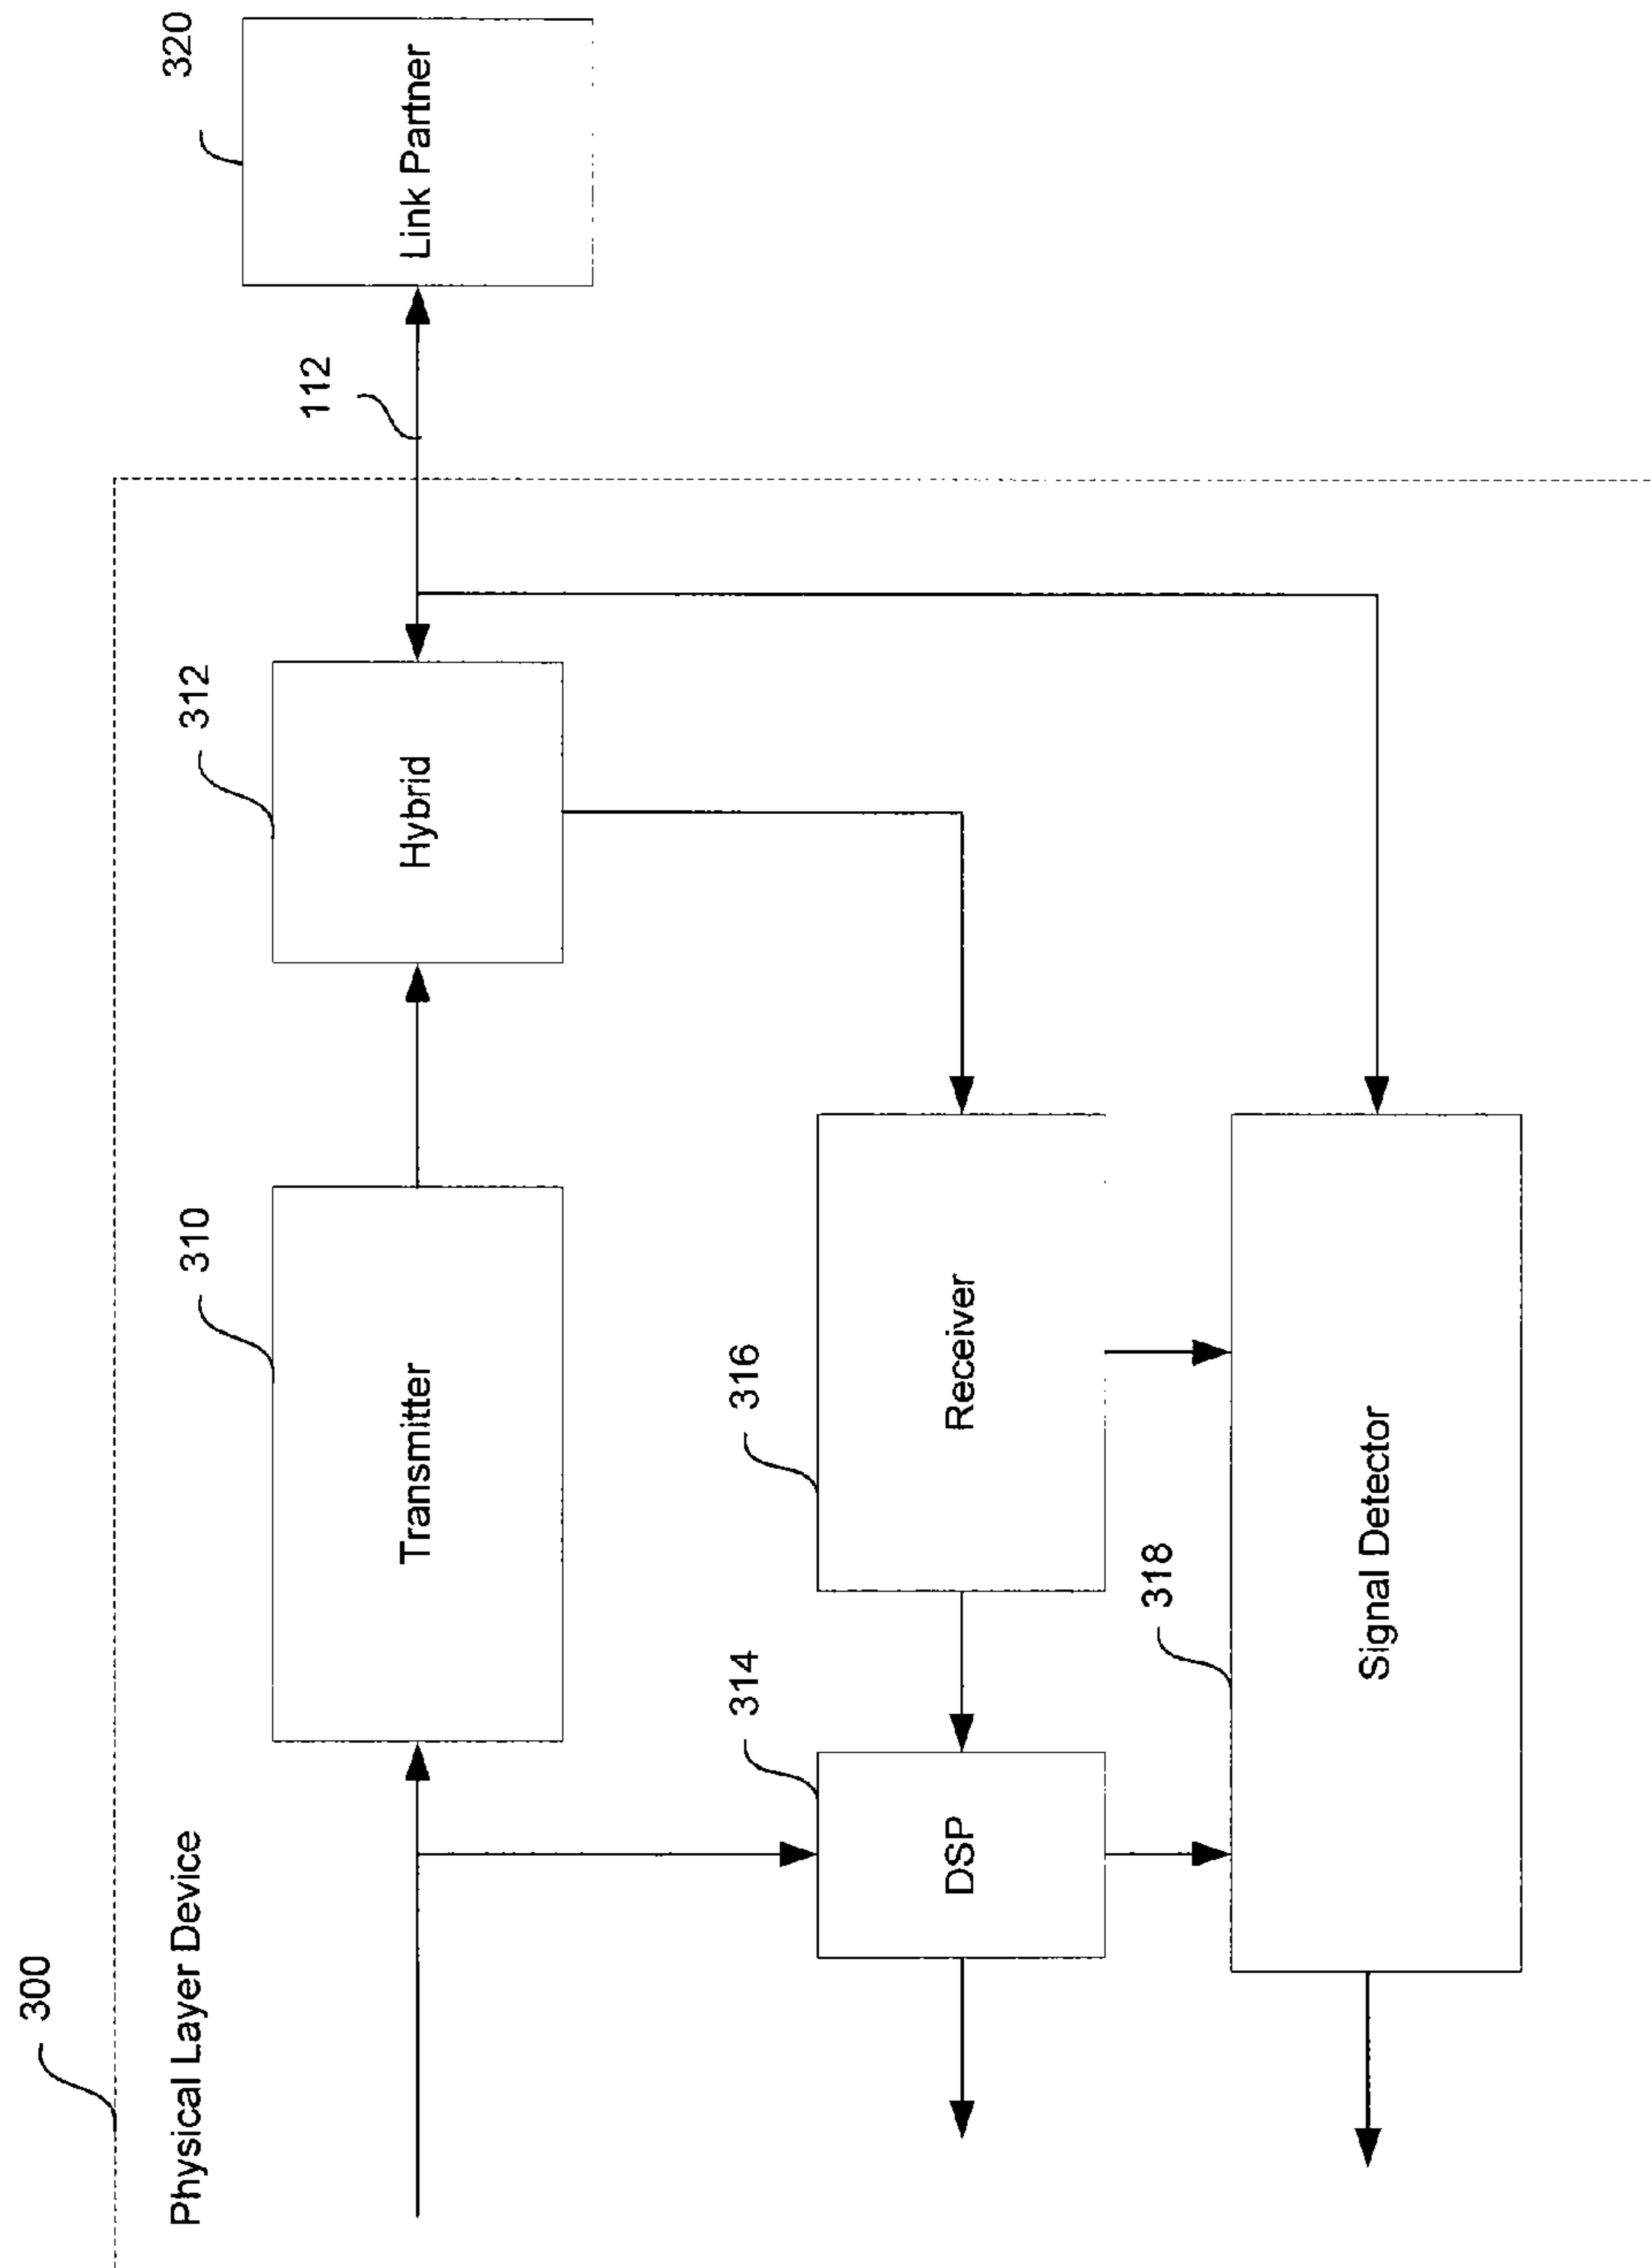 300
Physical Layer Device
310
Transmitter
312
Hybrid
112
320
Link Partner
314
DSP
316
Receiver
318
Signal Detector